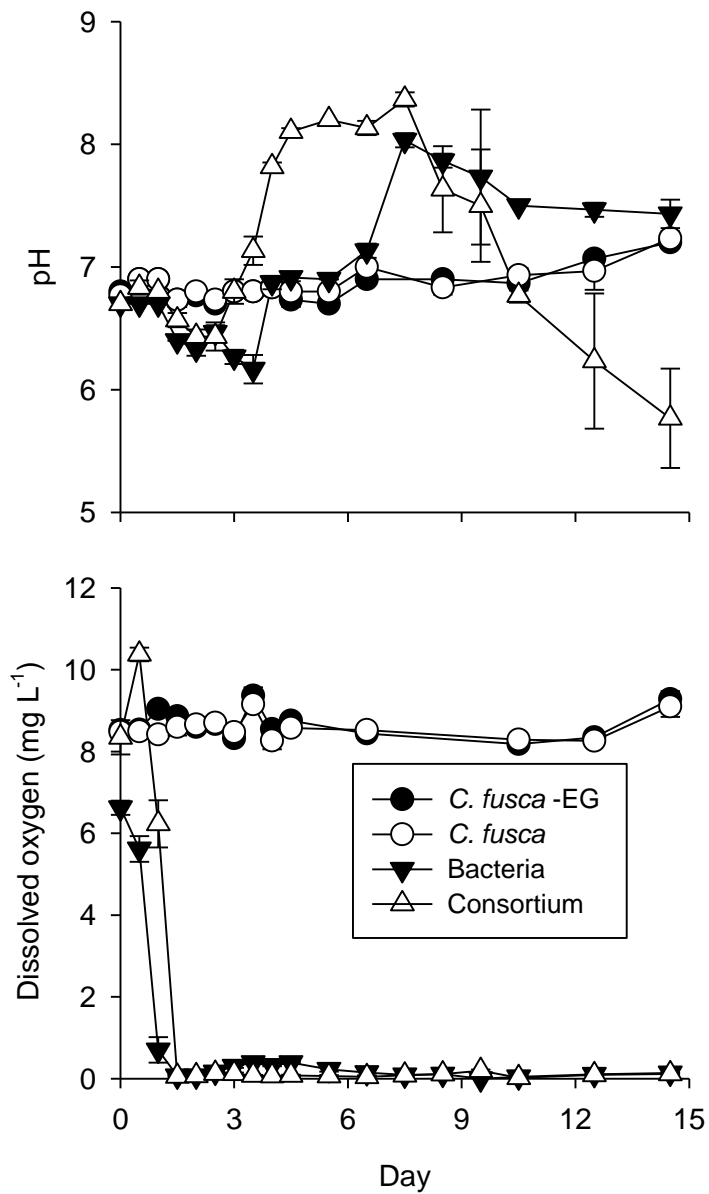 9
8
7
6
5
pH
12
10
8
6
4
2
0
Dissolved oxygen (mg L-1)
C. fusca -EG
C. fusca
Bacteria
Consortium
0 3 6 9 12 15
Day